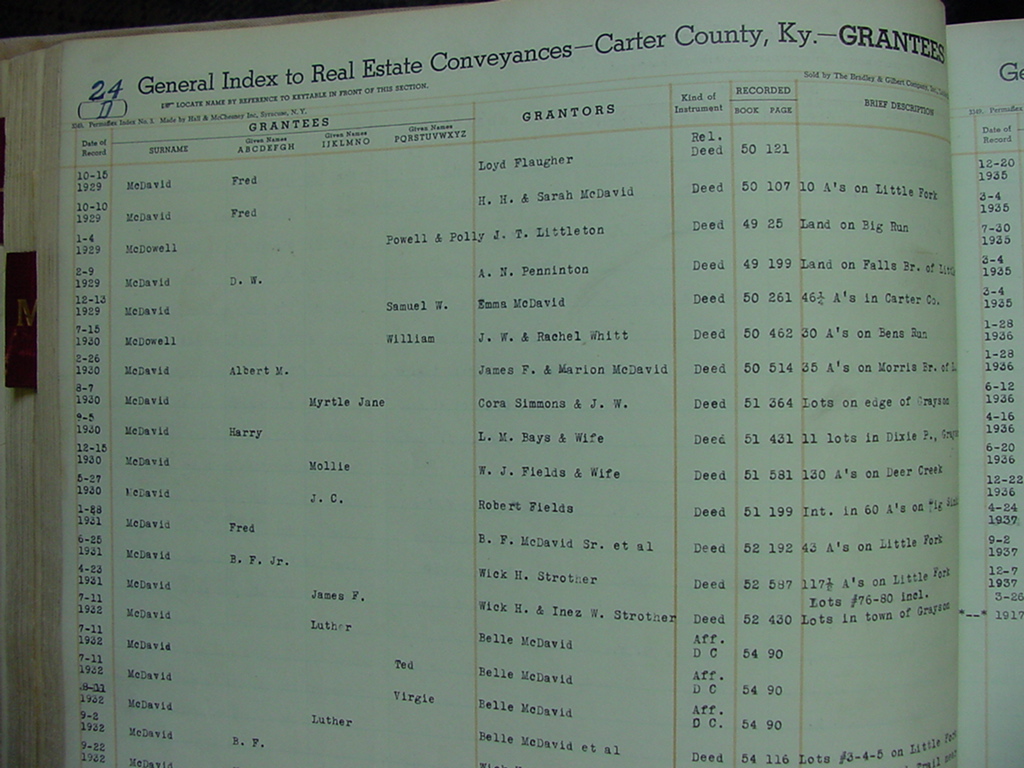 24
II
General Index to Real Estate Conveyances—Carter County, Ky.—GRANTEES
LOCATE NAME BY REFERENCE TO KEYTABLE IN FRONT OF THIS SECTION.
Made by Hall & McChesney Inc, Syracuse, N. Y.
Sold by The Bradley & Gilbert Company,
Date of Record GRANTEES GRANTORS Kind of Instrument RECORDED BRIEF DESCRIPTION
SURNAME Given Names ABCDEFGH Given Names IJKLMNO Given Names PQRSTUVWXYZ BOOK PAGE
10-15 1929 McDavid Fred Loyd Flaugher Rel. Deed 50 121
10-10 1929 McDavid Fred H. H. & Sarah McDavid Deed 50 107 10 A's on Little Fork
1-4 1929 McDowell Powell & Polly J. T. Littleton Deed 49 25 Land on Big Run
2-9 1929 McDavid D. W. A. N. Penninton Deed 49 199 Land on Falls Br. of
12-13 1929 McDavid Samuel W. Emma McDavid Deed 50 261 A's in Carter Co.
7-15 1930 McDowell William J. W. & Rachel Whitt Deed 50 462 30 A's on Bens Run
2-26 1930 McDavid Albert M. James F. & Marion McDavid Deed 50 514 35 A's on Morris Br. of
8-7 1930 McDavid Myrtle Jane Cora Simmons & J. W. Deed 51 364 Lots on edge of Grayson
9-5 1930 McDavid Harry L. M. Bays & Wife Deed 51 431 11 lots in Dixie P.,
12-15 1930 McDavid Mollie W. J. Fields & Wife Deed 51 581 130 A's on Deer Creek
5-27 1930 McDavid J. C. Robert Fields Deed 51 199 Int. in 60 A's on
1931 McDavid Fred B. F. McDavid Sr. et al Deed 52 192 43 A's on Little Fork
6-25 1931 McDavid B. F. Jr. Wick H. Strother Deed 52 587 117½ A's on Little Fork
4-23 1931 McDavid James F. Wick H. & Inez W. Strother Deed 52 430 Lots #76-80 incl. Lots in town of Grayson
7-11 1932 McDavid Luther Belle McDavid Aff. D C 54 90
7-11 1932 McDavid Ted Belle McDavid Aff. D C 54 90
7-11 1932 McDavid Virgie Belle McDavid Aff. D C. 54 90
1932 McDavid Luther Belle McDavid et al Deed 54 116 Lots #3-4-5 on Little
9-2 1932 McDavid B. F.
9-22 1932
M
Ge
Date of Record
12-20 1935
3-4 1935
7-30 1935
3-4 1935
3-4 1935
1-28 1936
1-28 1936
6-12 1936
4-16 1936
6-20 1936
12-22 1936
4-24 1937
9-2 1937
12-7 1937
3-26
*--* 1917